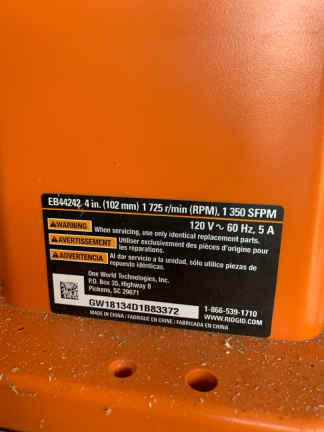 EB44242 4 in. (102 mm) 1 725 r/min (RPM), 1 350 SFPM
120 V ~ 60 Hz, 5 A
WARNING When servicing, use only identical replacement parts.
AVERTISSEMENT Utiliser exclusivement des pièces d'origine pour
les réparations.
ADVERTENCIA Al dar servicio a la unidad, sólo utilice piezas de
repuesto idénticas.
One World Technologies, Inc.
P.O. Box 35, Highway 8
Pickens, SC 29671
GW18134D1883372
1-866-539-1710
WWW.RIDGID.COM
MADE IN CHINA / FABRIQUÉ EN CHINE / FABRICADA EN CHINA